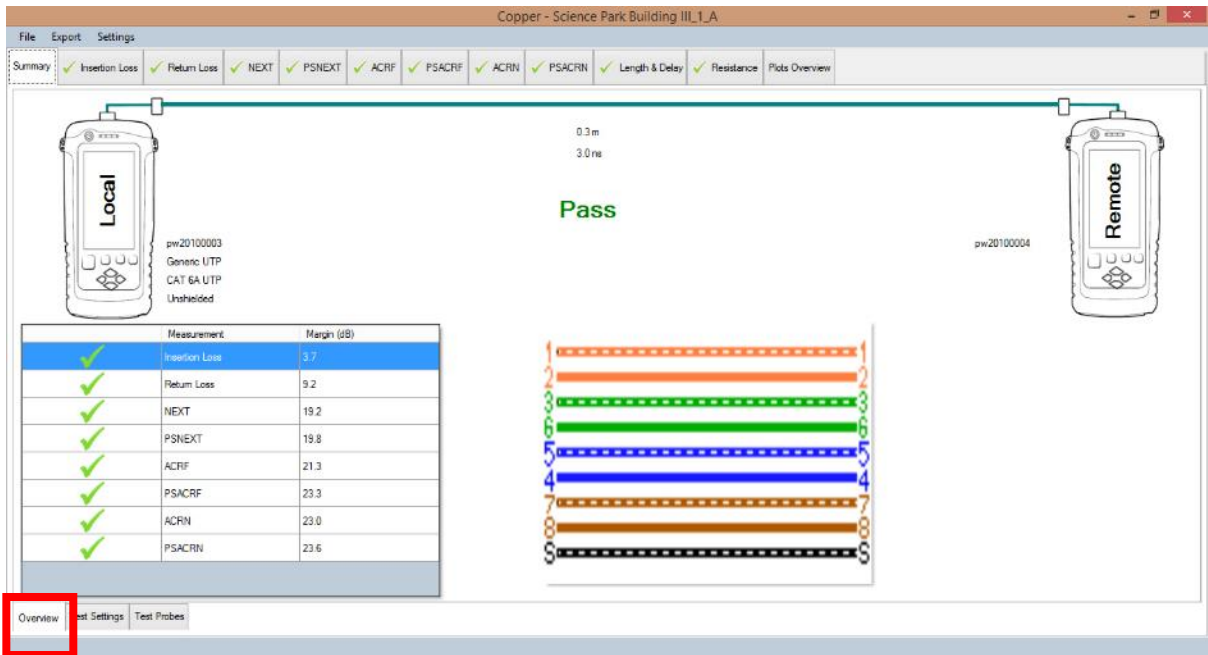 Copper - Science Park Building III_1_A
File Export Settings
Summary Insertion Loss Return Loss NEXT PSNEXT ACRF PSACRF ACRN PSACRN Length & Delay Resistance Plots Overview
0.3 m
3.0 ns
Local
Remote
Pass
pw20100003
pw20100004
Generic UTP
CAT 6A UTP
Unshielded
Measurement Margin (dB)
Insertion Loss 3.7
Return Loss 9.2
NEXT 19.2
PSNEXT 19.8
ACRF 21.3
PSACRF 23.3
ACRN 23.0
PSACRN 23.6
1 1
2 2
3 3
6 6
5 5
4 4
7 7
8 8
S S
Overview Test Settings Test Probes